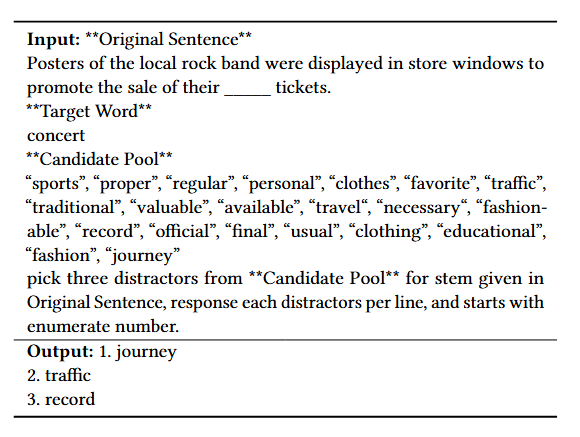 Input: **Original Sentence**
Posters of the local rock band were displayed in store windows to
promote the sale of their _____ tickets.
**Target Word**
concert
**Candidate Pool**
“sports”, “proper”, “regular”, “personal”, “clothes”, “favorite”, “traffic”,
“traditional”, “valuable”, “available”, “travel“, “necessary“, “fashion-
able”, “record”, “official”, “final”, “usual”, “clothing”, “educational”,
“fashion”, “journey”
pick three distractors from **Candidate Pool** for stem given in
Original Sentence, response each distractors per line, and starts with
enumerate number.
Output: 1. journey
2. traffic
3. record